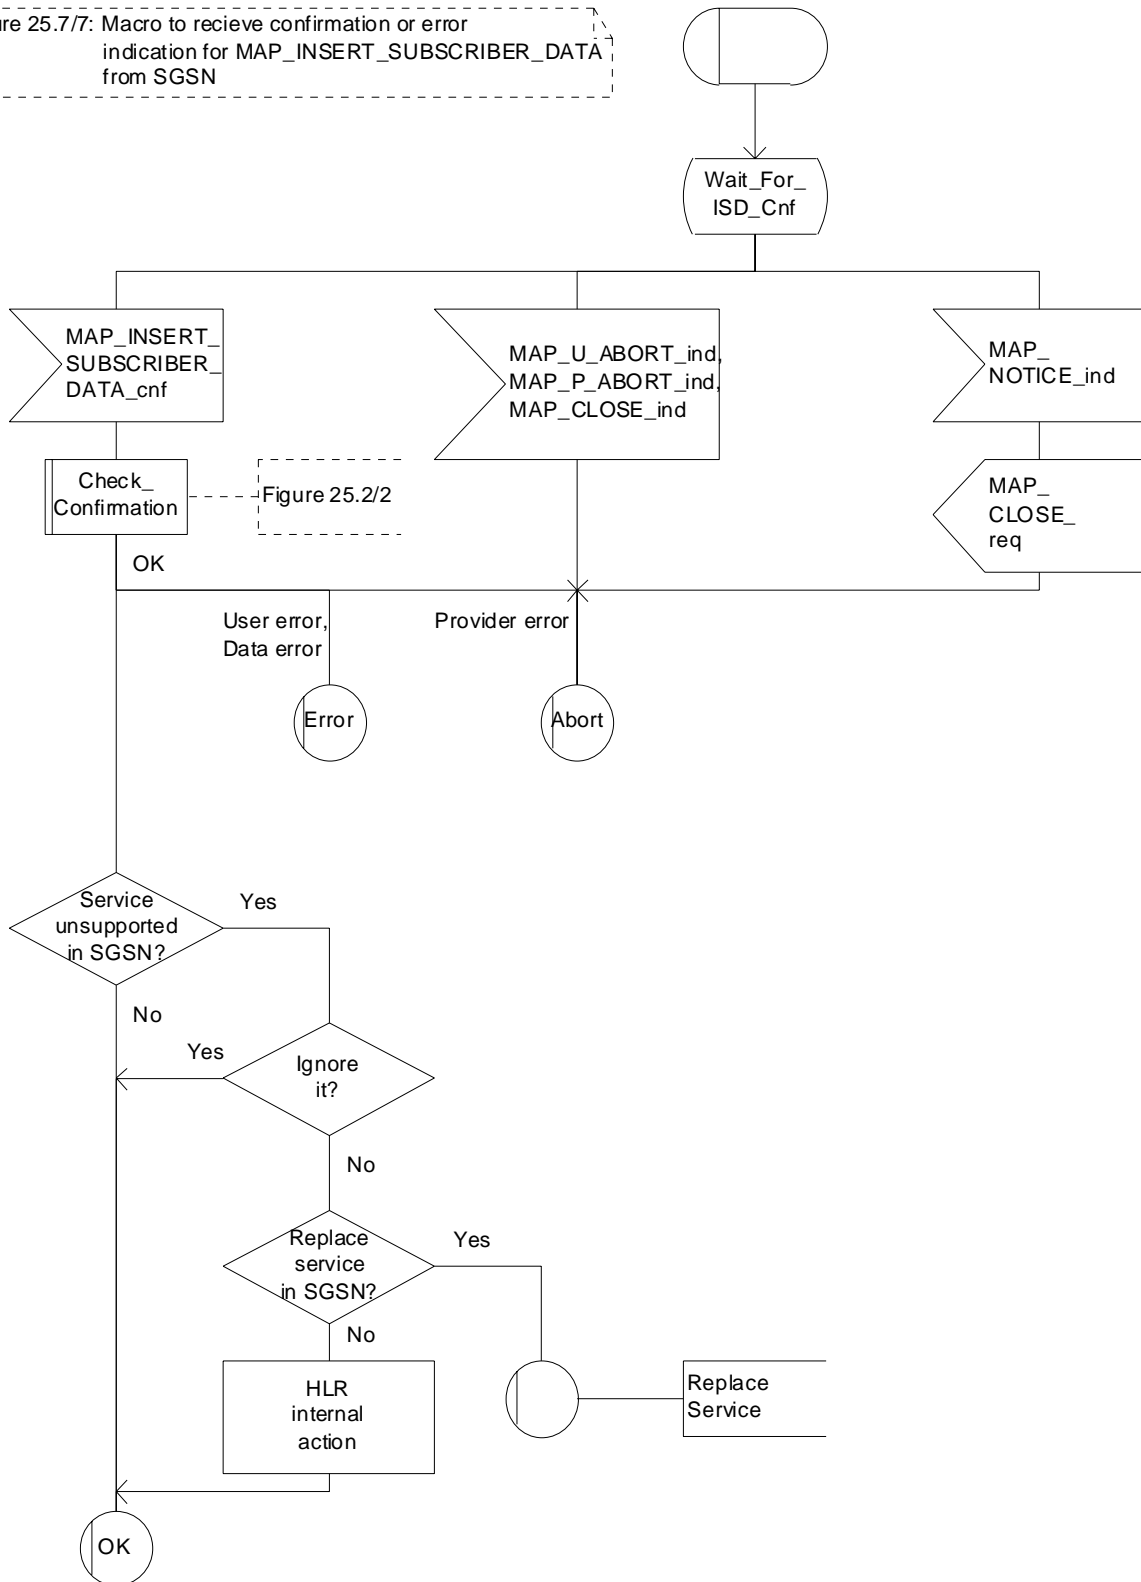 re 25.7/7: Macro to recieve confirmation or error
indication for MAP_INSERT_SUBSCRIBER_DATA
from SGSN
Wait_For_
ISD_Cnf
MAP_INSERT_
SUBSCRIBER_
DATA_cnf
MAP_U_ABORT_ind,
MAP_P_ABORT_ind,
MAP_CLOSE_ind
MAP_
NOTICE_ind
Check_
Confirmation
Figure 25.2/2
MAP_
CLOSE_
req
OK
User error,
Data error
Provider error
Error
Abort
Service
unsupported
in SGSN?
Yes
No
Yes
Ignore
it?
No
Replace
service
in SGSN?
Yes
No
HLR
internal
action
Replace
Service
OK